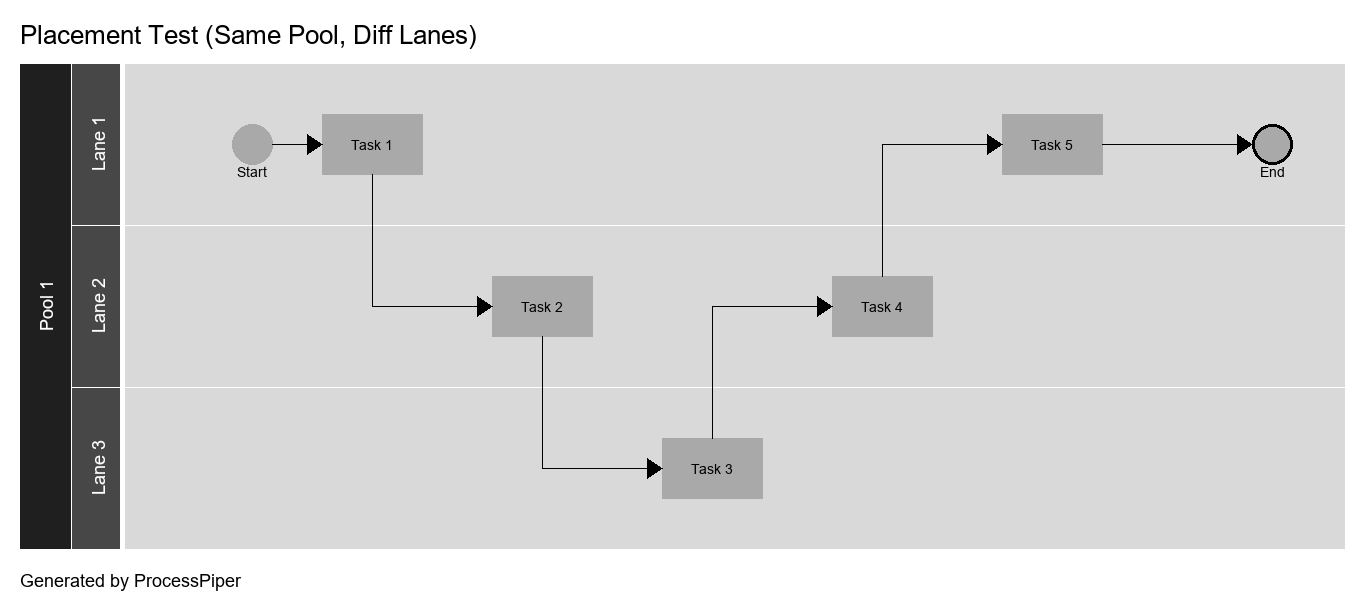 Placement Test (Same Pool, Diff Lanes)
Pool 1
Lane 1
Start
Task 1
Task 5
End
Lane 2
Task 2
Task 4
Lane 3
Task 3
Generated by ProcessPiper